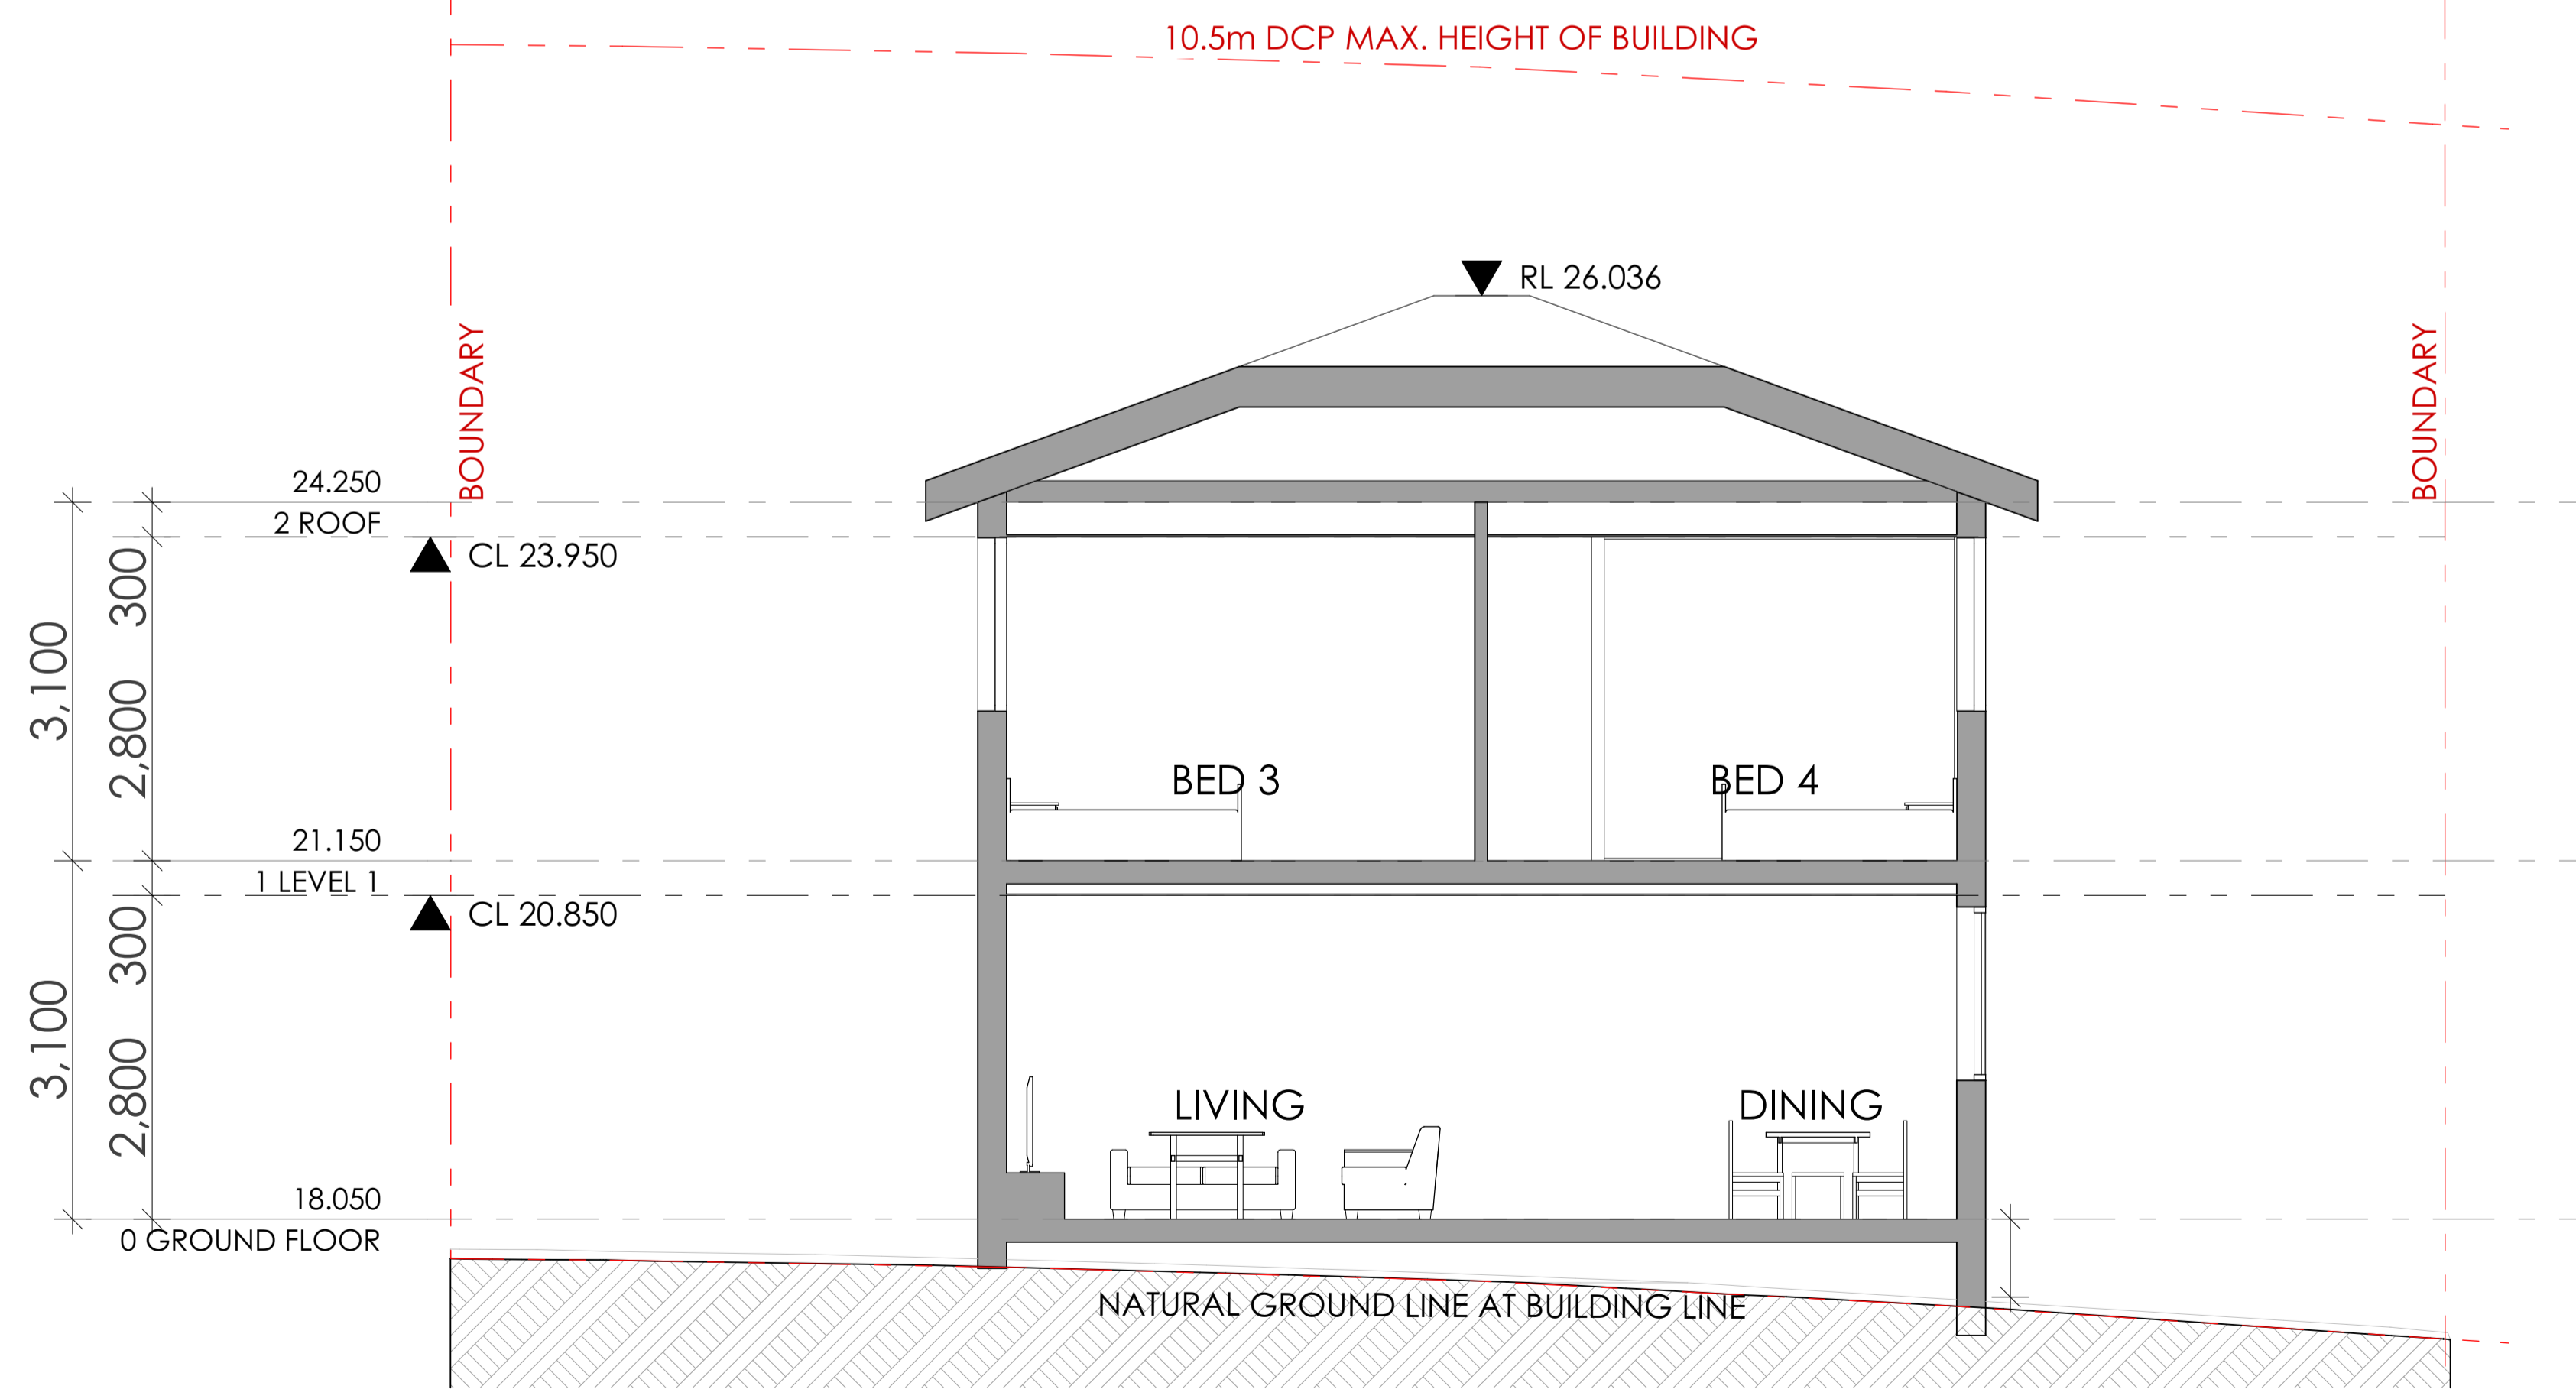 10.5m DCP MAX. HEIGHT OF BUILDING
RL 26.036
BOUNDARY
BOUNDARY
24.250
2 ROOF
CL 23.950
300
3,100
2,800
BED 3
BED 4
21.150
1 LEVEL 1
CL 20.850
300
3,100
2,800
LIVING
DINING
18.050
0 GROUND FLOOR
NATURAL GROUND LINE AT BUILDING LINE